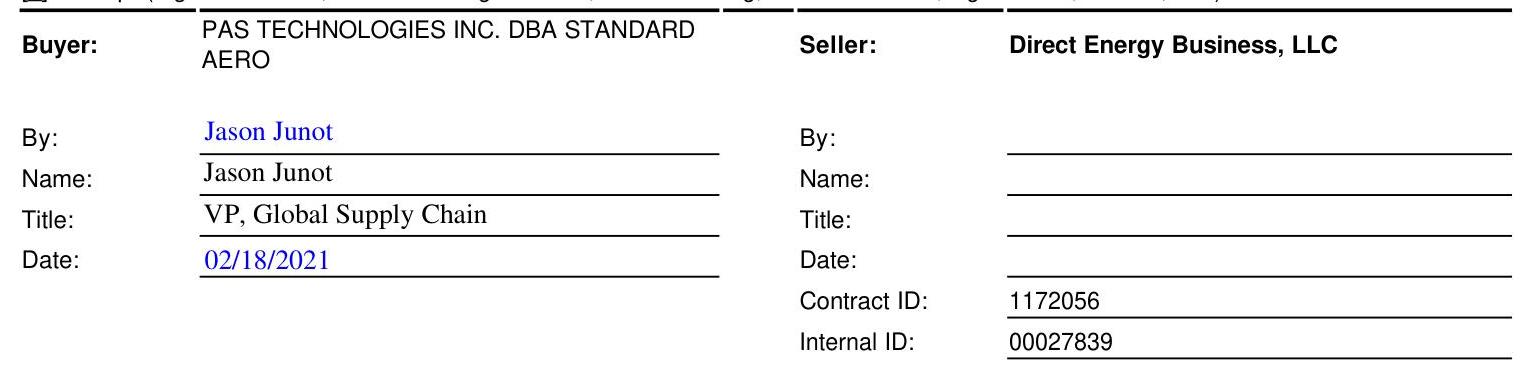 Buyer:
PAS TECHNOLOGIES INC. DBA STANDARD
AERO
Seller:
Direct Energy Business, LLC
By:
Jason Junot
By:
Name:
Jason Junot
Name:
Title:
VP, Global Supply Chain
Title:
Date:
02/18/2021
Date:
Contract ID:
1172056
Internal ID:
00027839